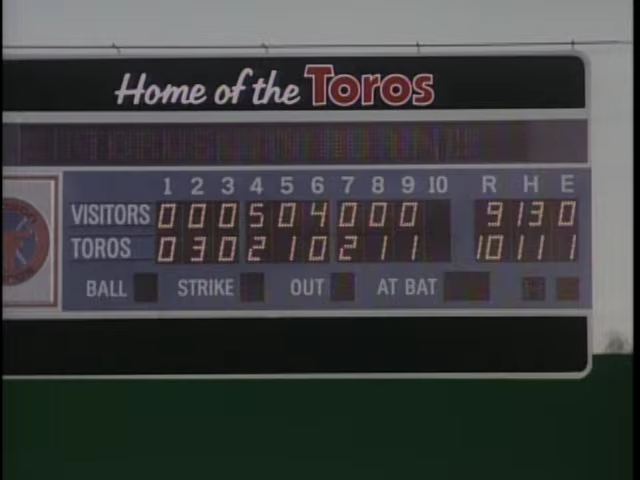 Home of the Toros
1 2 3 4 5 6 7 8 9 10 R H E
VISITORS 0 0 0 5 0 4 0 0 0 9 13 0
TOROS 0 3 0 2 1 0 2 1 1 10 11 1
BALL STRIKE OUT AT BAT